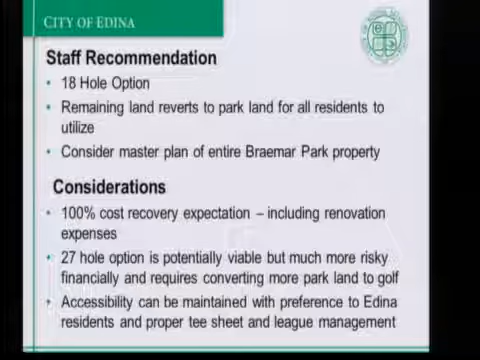 CITY OF EDINA
Staff Recommendation
• 18 Hole Option
• Remaining land reverts to park land for all residents to
utilize
• Consider master plan of entire Braemar Park property
Considerations
• 100% cost recovery expectation – including renovation
expenses
• 27 hole option is potentially viable but much more risky
financially and requires converting more park land to golf
• Accessibility can be maintained with preference to Edina
residents and proper tee sheet and league management